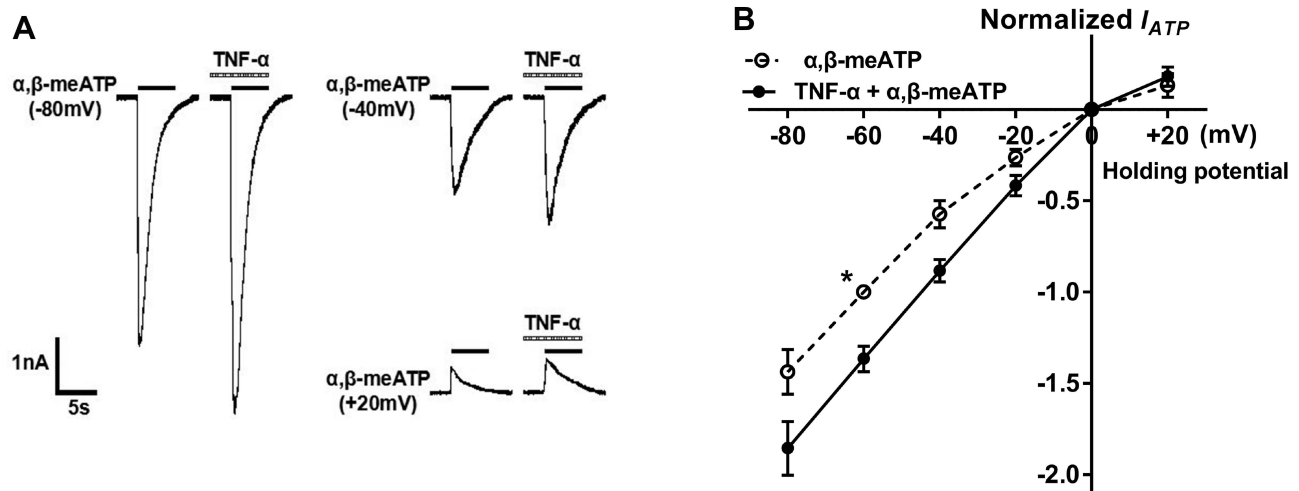 A
TNF-α
α,β-meATP
(-80mV)
TNF-α
α,β-meATP
(-40mV)
TNF-α
α,β-meATP
(+20mV)
1nA
5s
B
Normalized I_ATP
α,β-meATP
TNF-α + α,β-meATP
-80 -60 -40 -20 0 +20 (mV)
Holding potential
-0.5
*
-1.0
-1.5
-2.0